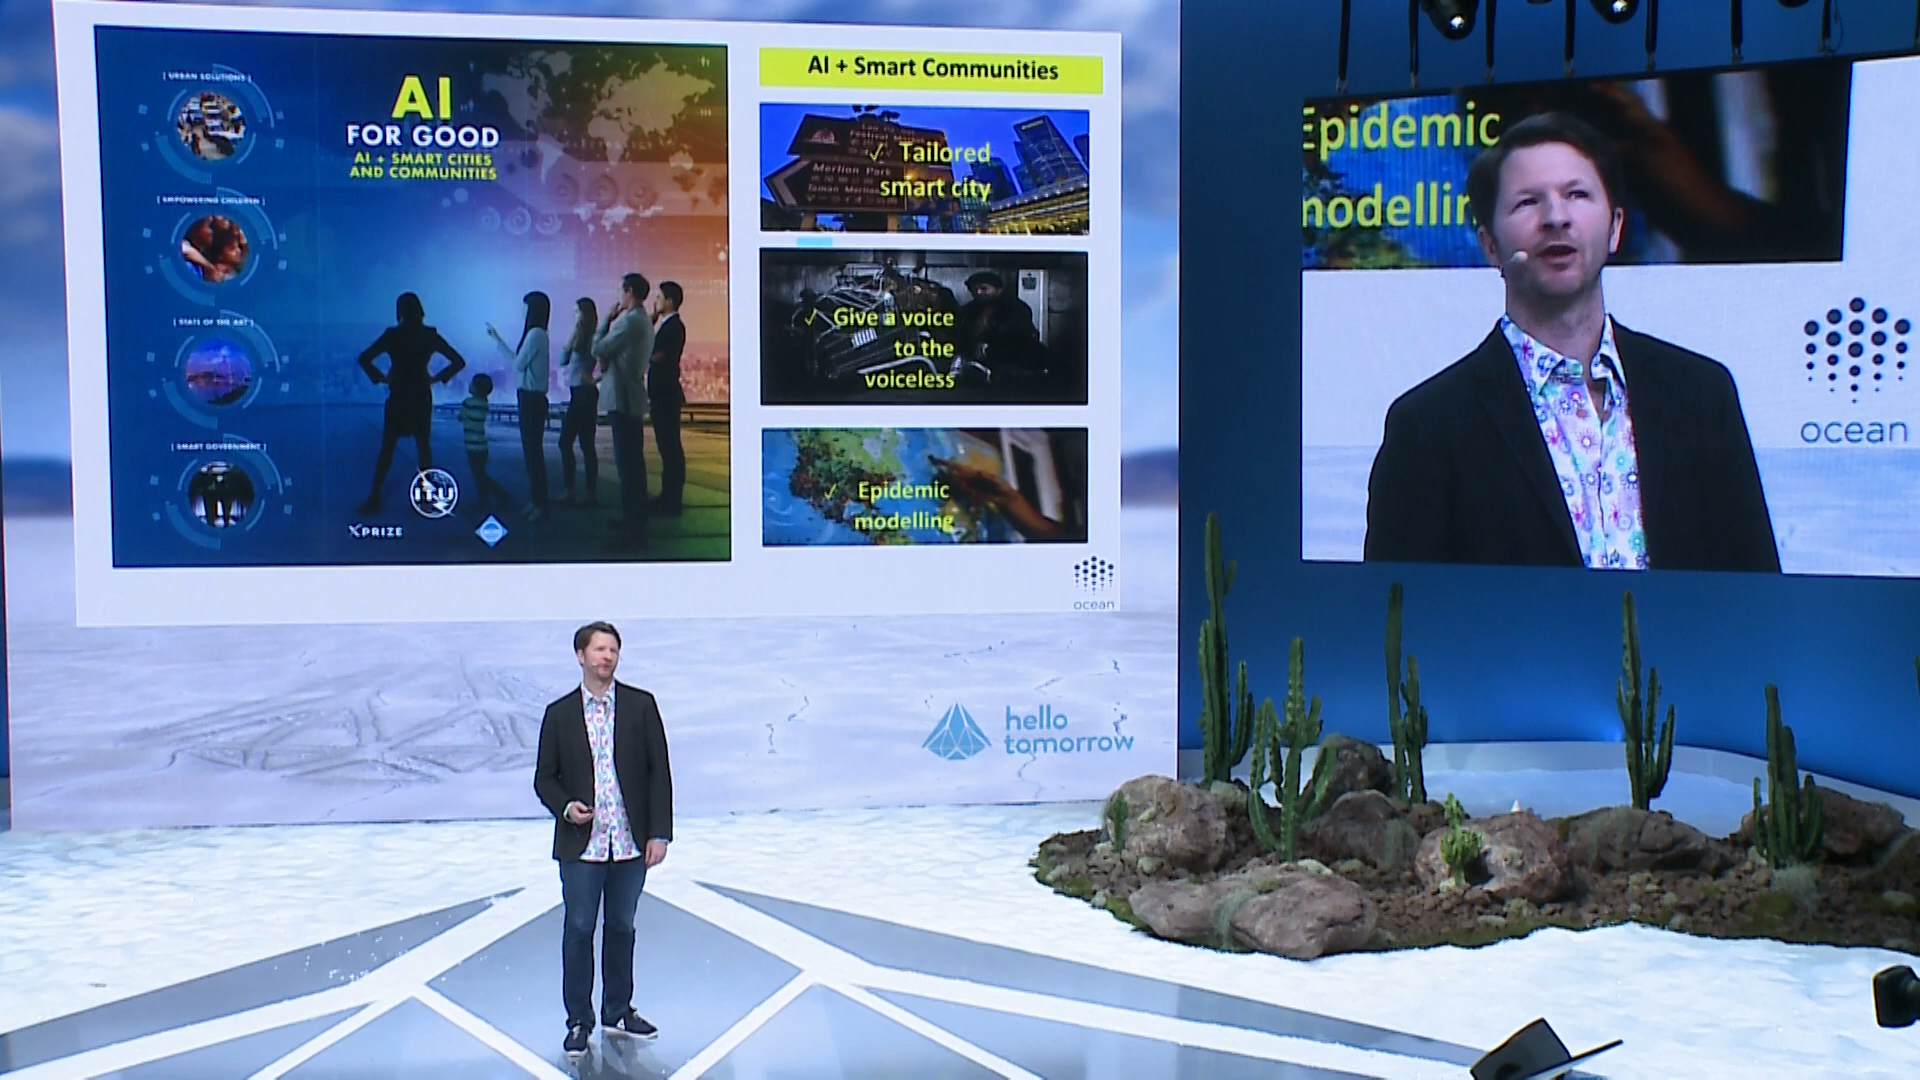 [ URBAN SOLUTIONS ]
[ EMPOWERING CHILDREN ]
[ STATE OF THE ART ]
[ SMART GOVERNMENT ]
AI
FOR GOOD
AI + SMART CITIES
AND COMMUNITIES
ITU
XPRIZE
AI + Smart Communities
Merlion Park
✓ Tailored
smart city
✓ Give a voice
to the
voiceless
✓ Epidemic
modelling
ocean
hello
tomorrow
Epidemic
modellin
ocean